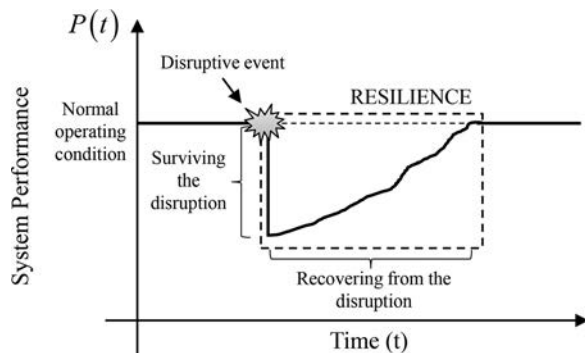 P(t)
Disruptive event
RESILIENCE
Normal
operating
condition
Surviving
the
disruption
System Performance
Recovering from the
disruption
Time (t)